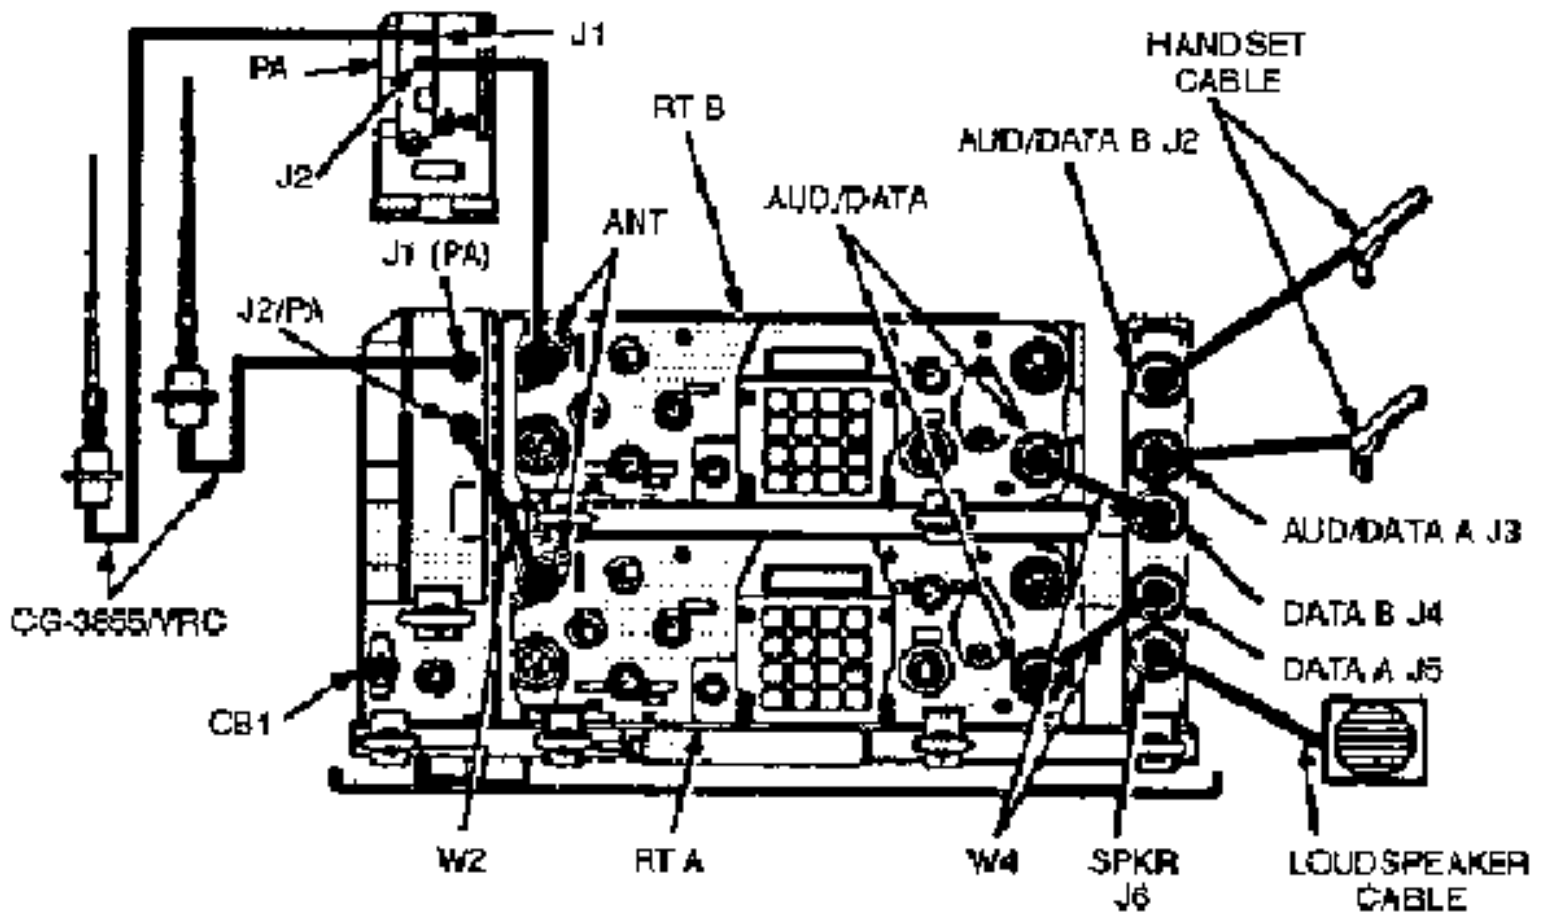 J1
PA
HANDSET
CABLE
RT B
AUD/DATA B J2
J2
AUD/DATA
ANT
J1 (PA)
J2/PA
AUD/DATA A J3
CG-3855/VRC
DATA B J4
DATA A J5
CB1
W2
RT A
W4
SPKR
J6
LOUDSPEAKER
CABLE